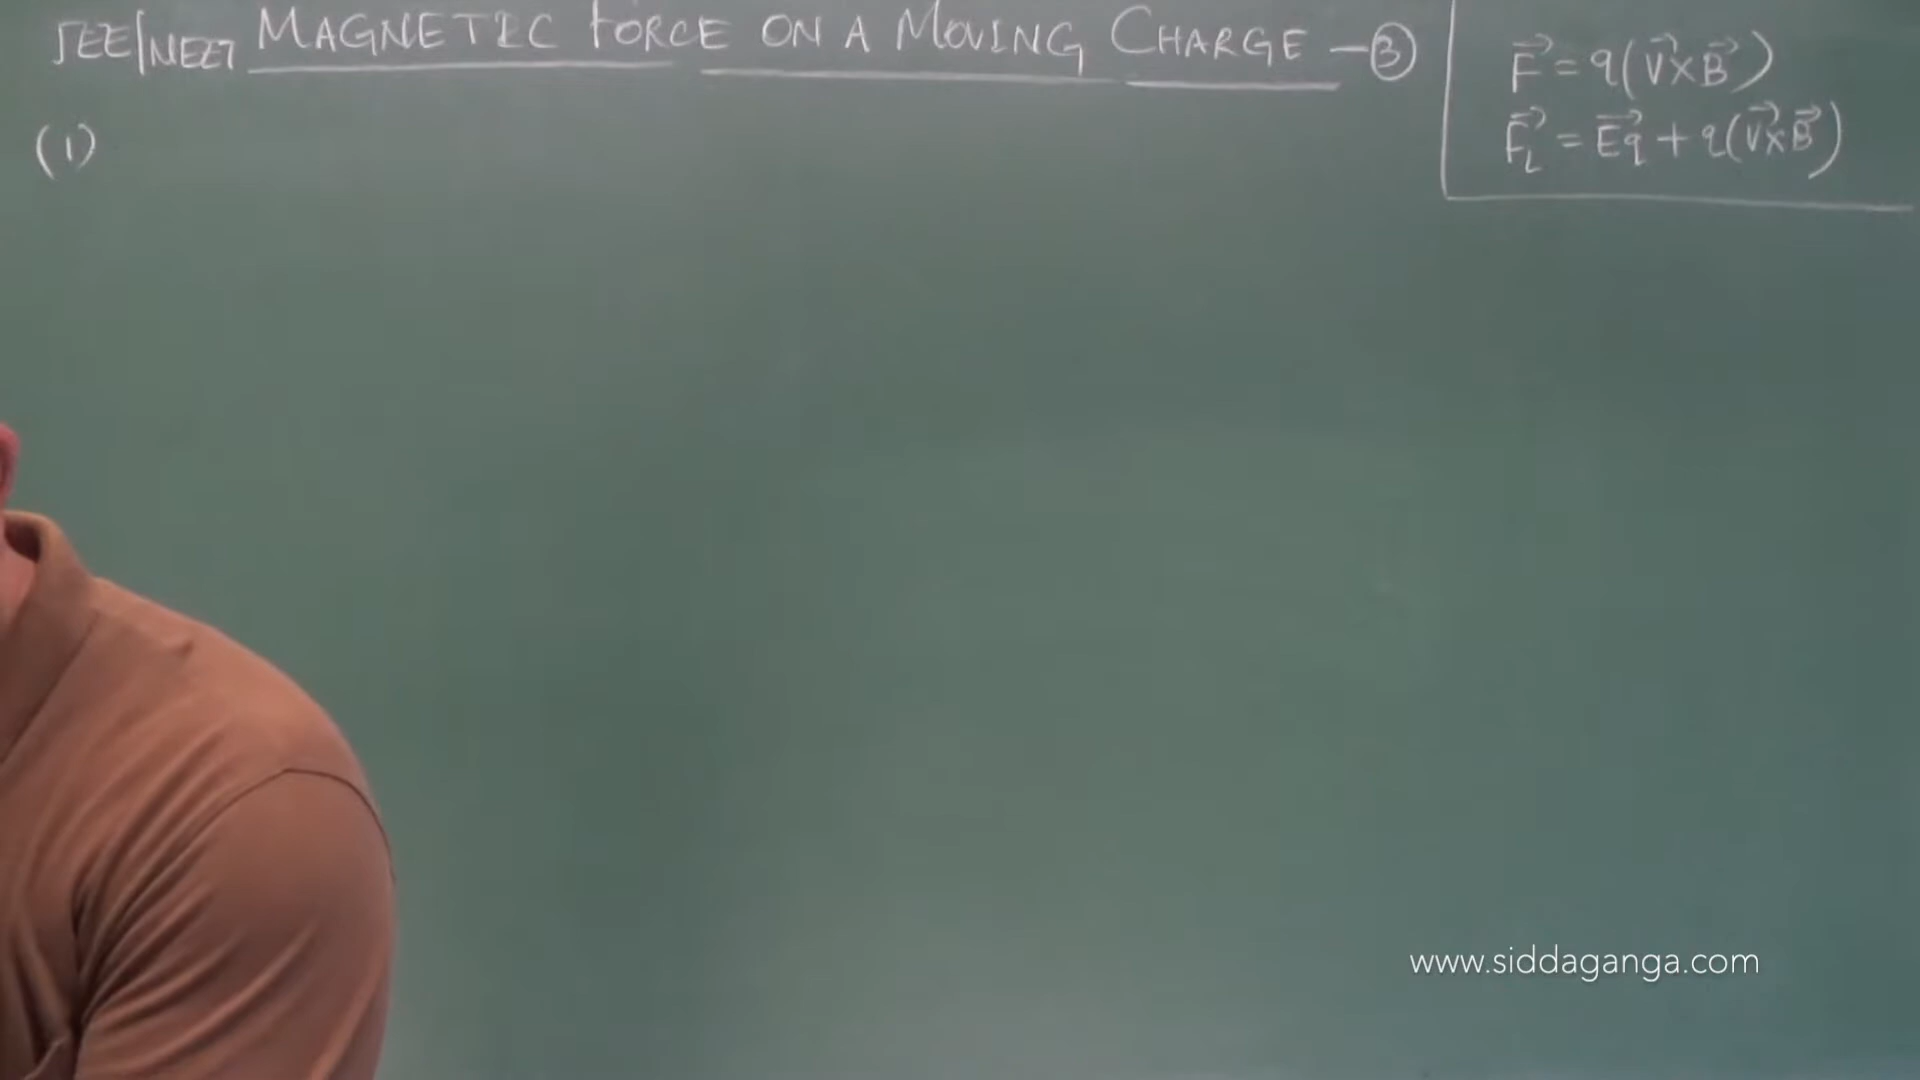 JEE/NEET MAGNETIC FORCE ON A MOVING CHARGE -③
F⃗ = q(V⃗×B⃗)
F⃗L = E⃗q + q(V⃗×B⃗)
(1)
www.siddaganga.com